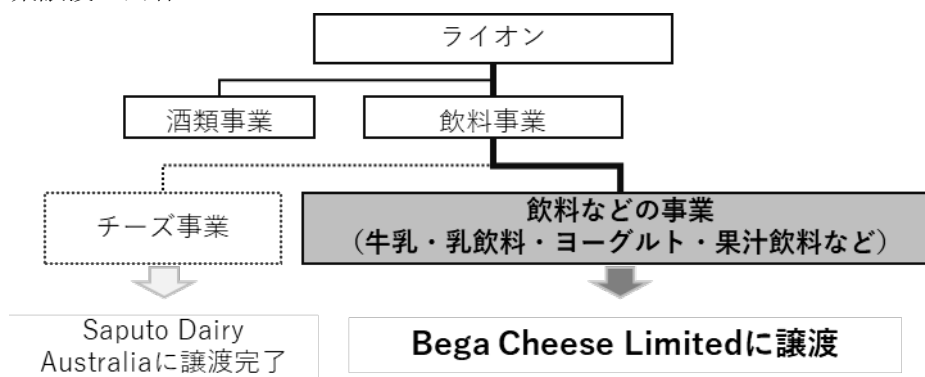 ライオン
酒類事業
飲料事業
チーズ事業
飲料などの事業
（牛乳・乳飲料・ヨーグルト・果汁飲料など）
Saputo Dairy
Australiaに譲渡完了
Bega Cheese Limitedに譲渡